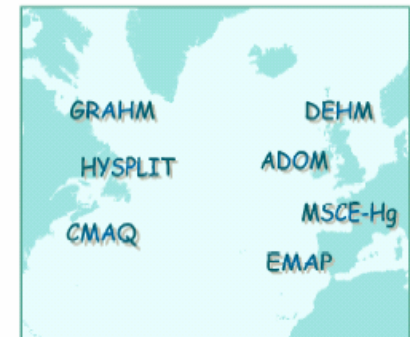 GRAHM
DEHM
HYSPLIT
ADOM
MSCE-Hg
CMAQ
EMAP